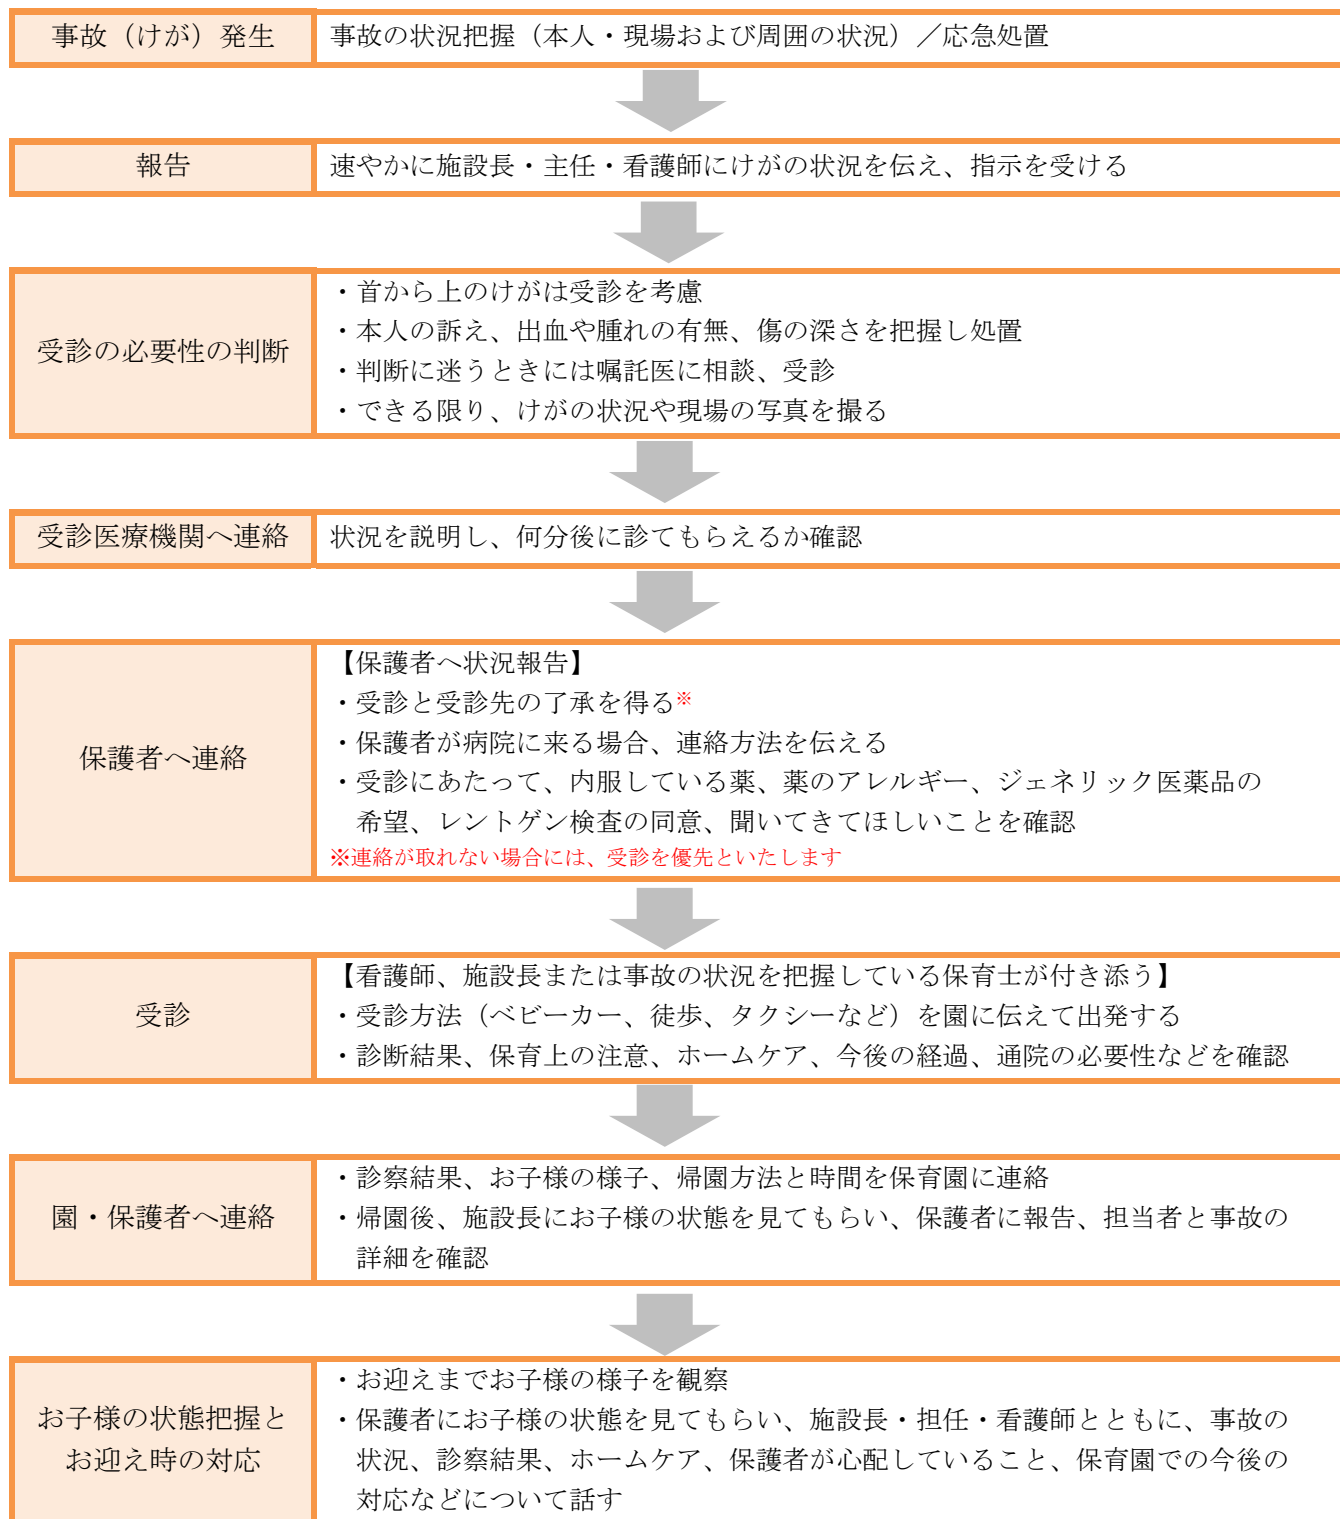 事故（けが）発生
事故の状況把握（本人・現場および周囲の状況）／応急処置
報告
速やかに施設長・主任・看護師にけがの状況を伝え、指示を受ける
受診の必要性の判断
・首から上のけがは受診を考慮
・本人の訴え、出血や腫れの有無、傷の深さを把握し処置
・判断に迷うときには嘱託医に相談、受診
・できる限り、けがの状況や現場の写真を撮る
受診医療機関へ連絡
状況を説明し、何分後に診てもらえるか確認
保護者へ連絡
【保護者へ状況報告】
・受診と受診先の了承を得る※
・保護者が病院に来る場合、連絡方法を伝える
・受診にあたって、内服している薬、薬のアレルギー、ジェネリック医薬品の
希望、レントゲン検査の同意、聞いてきてほしいことを確認
※連絡が取れない場合には、受診を優先といたします
受診
【看護師、施設長または事故の状況を把握している保育士が付き添う】
・受診方法（ベビーカー、徒歩、タクシーなど）を園に伝えて出発する
・診断結果、保育上の注意、ホームケア、今後の経過、通院の必要性などを確認
園・保護者へ連絡
・診察結果、お子様の様子、帰園方法と時間を保育園に連絡
・帰園後、施設長にお子様の状態を見てもらい、保護者に報告、担当者と事故の
詳細を確認
お子様の状態把握と
お迎え時の対応
・お迎えまでお子様の様子を観察
・保護者にお子様の状態を見てもらい、施設長・担任・看護師とともに、事故の
状況、診察結果、ホームケア、保護者が心配していること、保育園での今後の
対応などについて話す